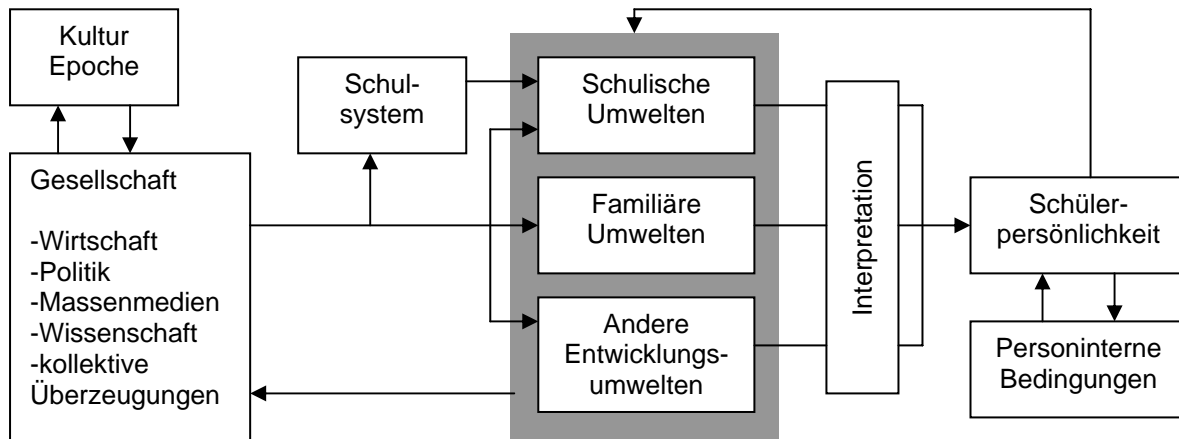 Kultur
Epoche
Gesellschaft
-Wirtschaft
-Politik
-Massenmedien
-Wissenschaft
-kollektive
Überzeugungen
Schul-
system
Schulische
Umwelten
Familiäre
Umwelten
Andere
Entwicklungs-
umwelten
Interpretation
Schüler-
persönlichkeit
Personinterne
Bedingungen